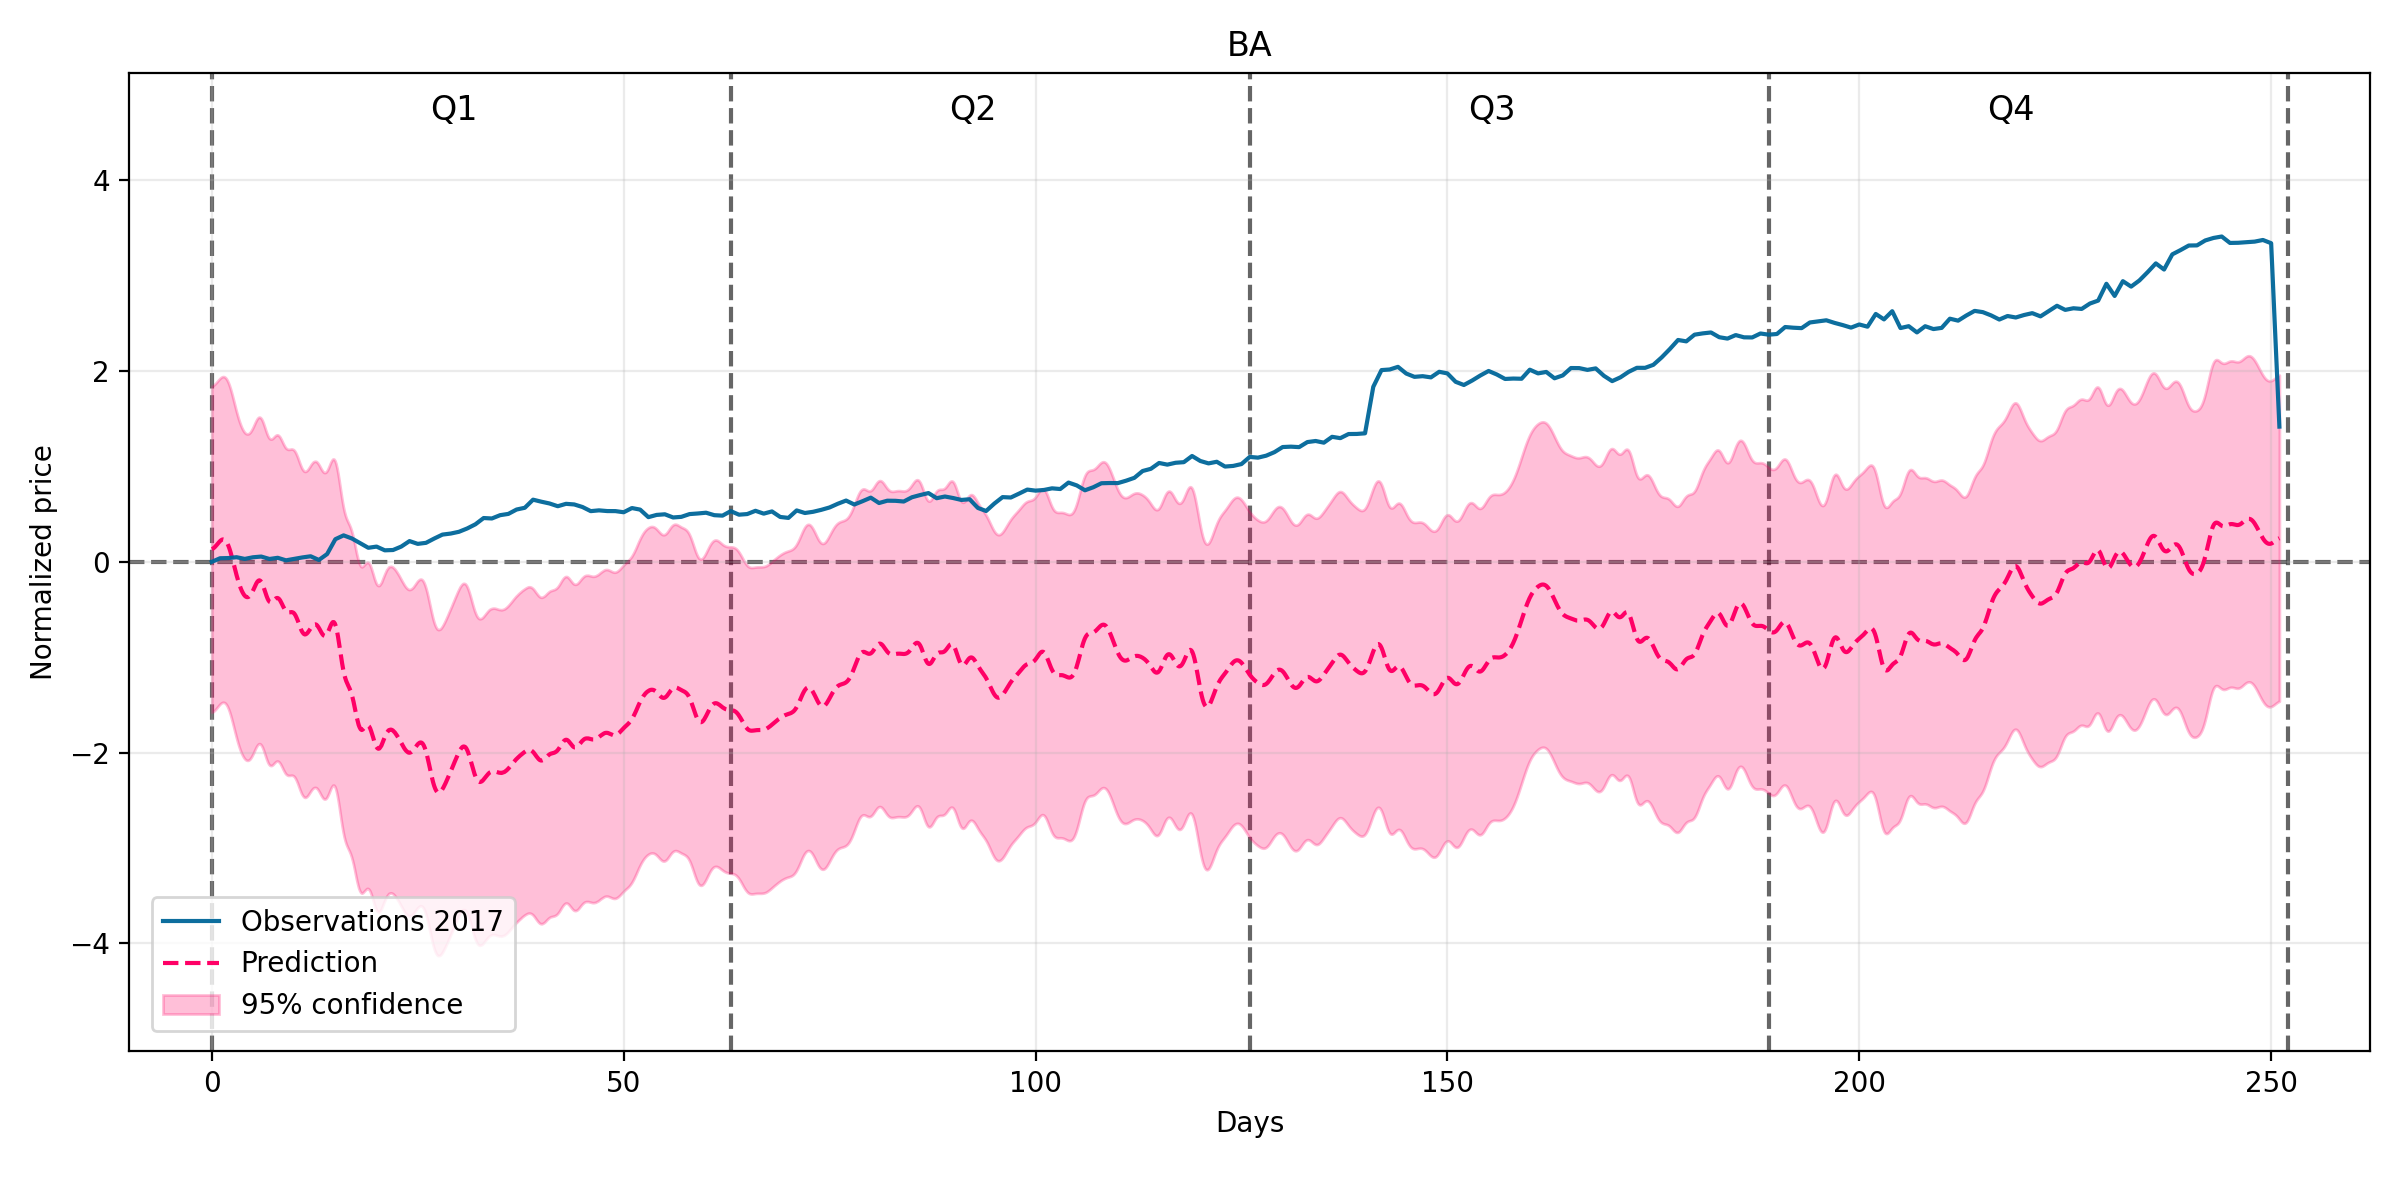 BA
Q1 Q2 Q3 Q4
4
2
0
−2
−4
Normalized price
Observations 2017
Prediction
95% confidence
0 50 100 150 200 250
Days